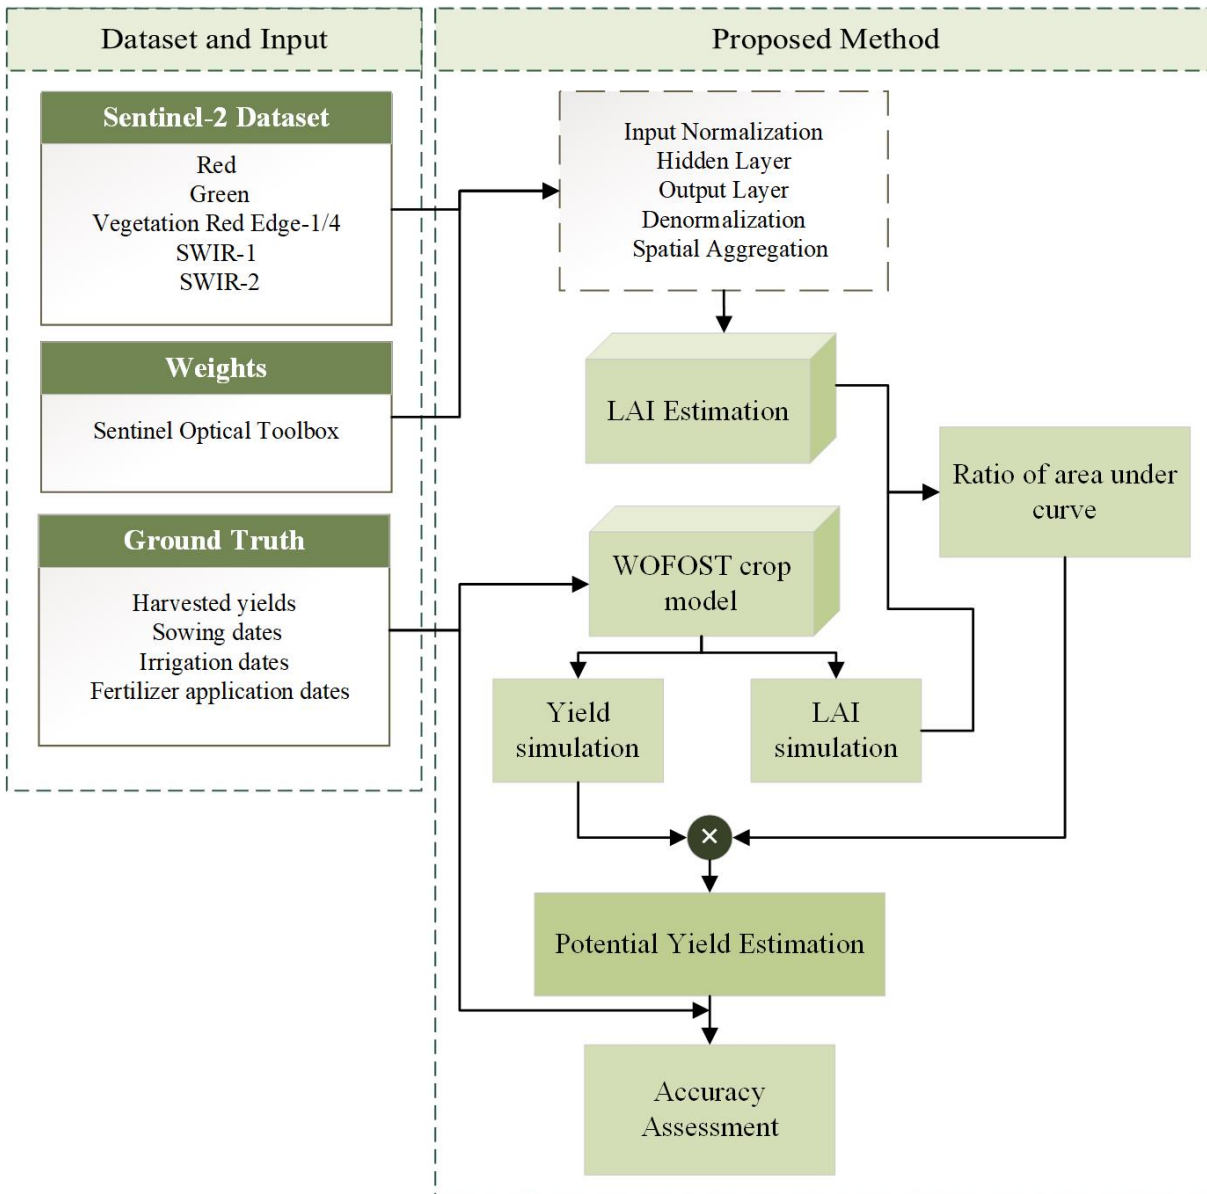 Dataset and Input
Proposed Method
Sentinel-2 Dataset
Red
Green
Vegetation Red Edge-1/4
SWIR-1
SWIR-2
Weights
Sentinel Optical Toolbox
Ground Truth
Harvested yields
Sowing dates
Irrigation dates
Fertilizer application dates
Input Normalization
Hidden Layer
Output Layer
Denormalization
Spatial Aggregation
LAI Estimation
Ratio of area under
curve
WOFOST crop
model
Yield
simulation
LAI
simulation
×
Potential Yield Estimation
Accuracy
Assessment